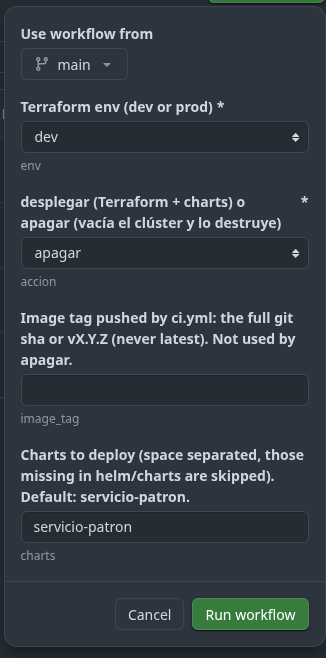 Use workflow from
main
Terraform env (dev or prod) *
dev
env
desplegar (Terraform + charts) o *
apagar (vacía el clúster y lo destruye)
apagar
accion
Image tag pushed by ci.yml: the full git
sha or vX.Y.Z (never latest). Not used by
apagar.
image_tag
Charts to deploy (space separated, those
missing in helm/charts are skipped).
Default: servicio-patron.
servicio-patron
charts
Cancel
Run workflow